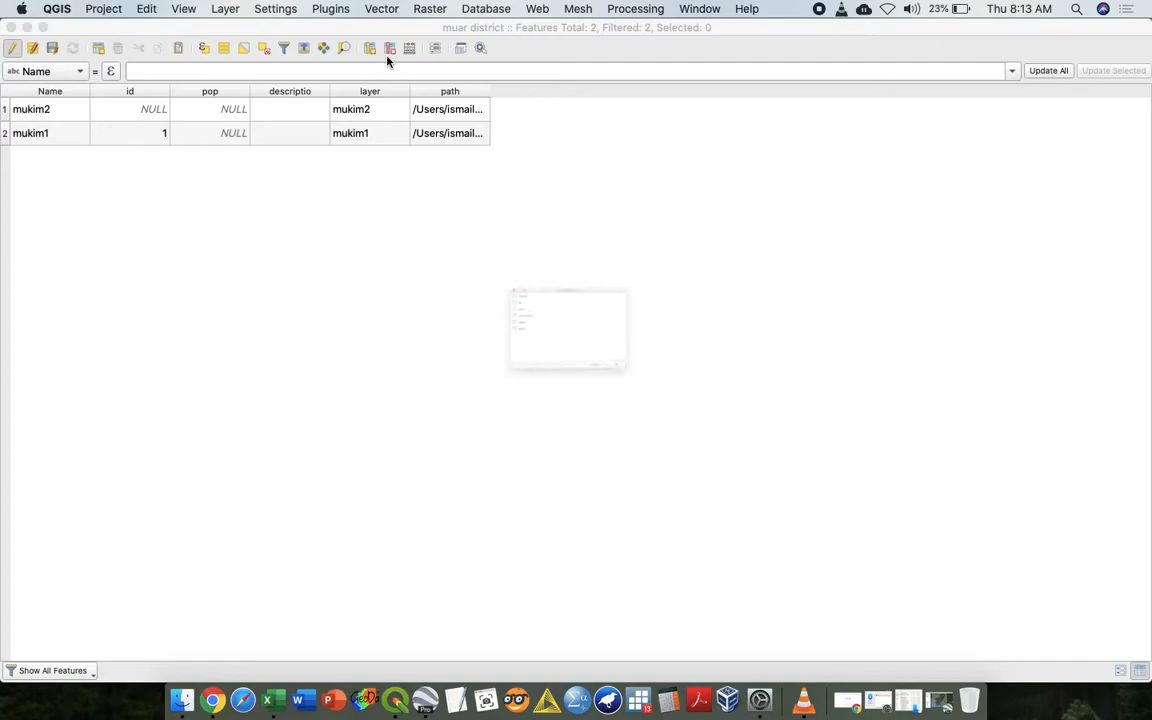 QGIS Project Edit View Layer Settings Plugins Vector Raster Database Web Mesh Processing Window Help 23% Thu 8:13 AM
muar district :: Features Total: 2, Filtered: 2, Selected: 0
abc Name = ε Update All Update Selected
Name id pop descriptio layer path
1 mukim2 NULL NULL mukim2 /Users/ismail...
2 mukim1 1 NULL mukim1 /Users/ismail...
Show All Features